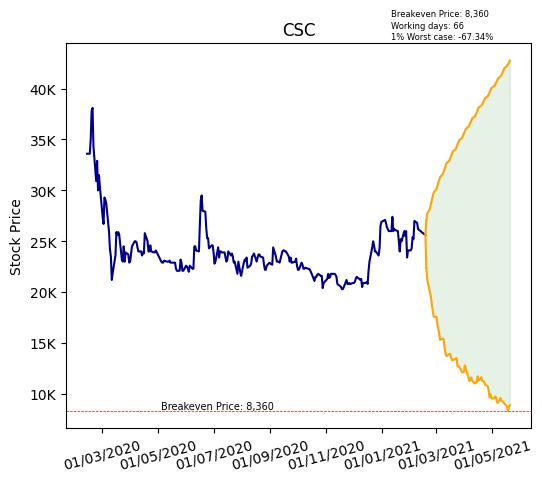 Breakeven Price: 8,360
Working days: 66
1% Worst case: -67.34%
CSC
Stock Price
40K
35K
30K
25K
20K
15K
10K
Breakeven Price: 8,360
01/03/2020
01/05/2020
01/07/2020
01/09/2020
01/11/2020
01/01/2021
01/03/2021
01/05/2021